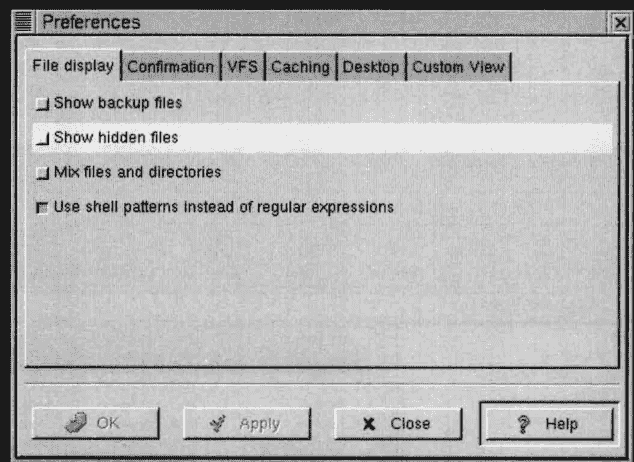 Preferences
File display Confirmation VFS Caching Desktop Custom View
Show backup files
Show hidden files
Mix files and directories
Use shell patterns instead of regular expressions
OK Apply Close Help